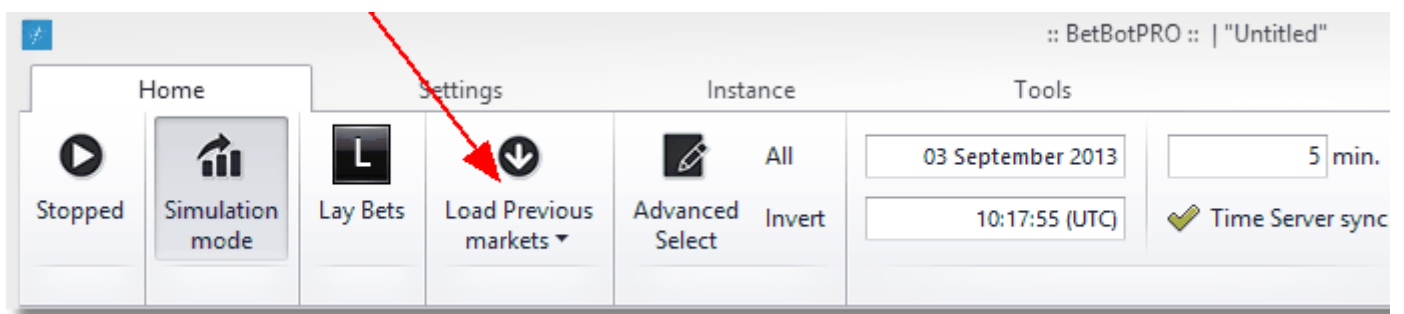 :: BetBotPRO :: | "Untitled"
Home Settings Instance Tools
L All 03 September 2013 5 min.
Stopped Simulation mode Lay Bets Load Previous markets Advanced Select Invert 10:17:55 (UTC) Time Server sync